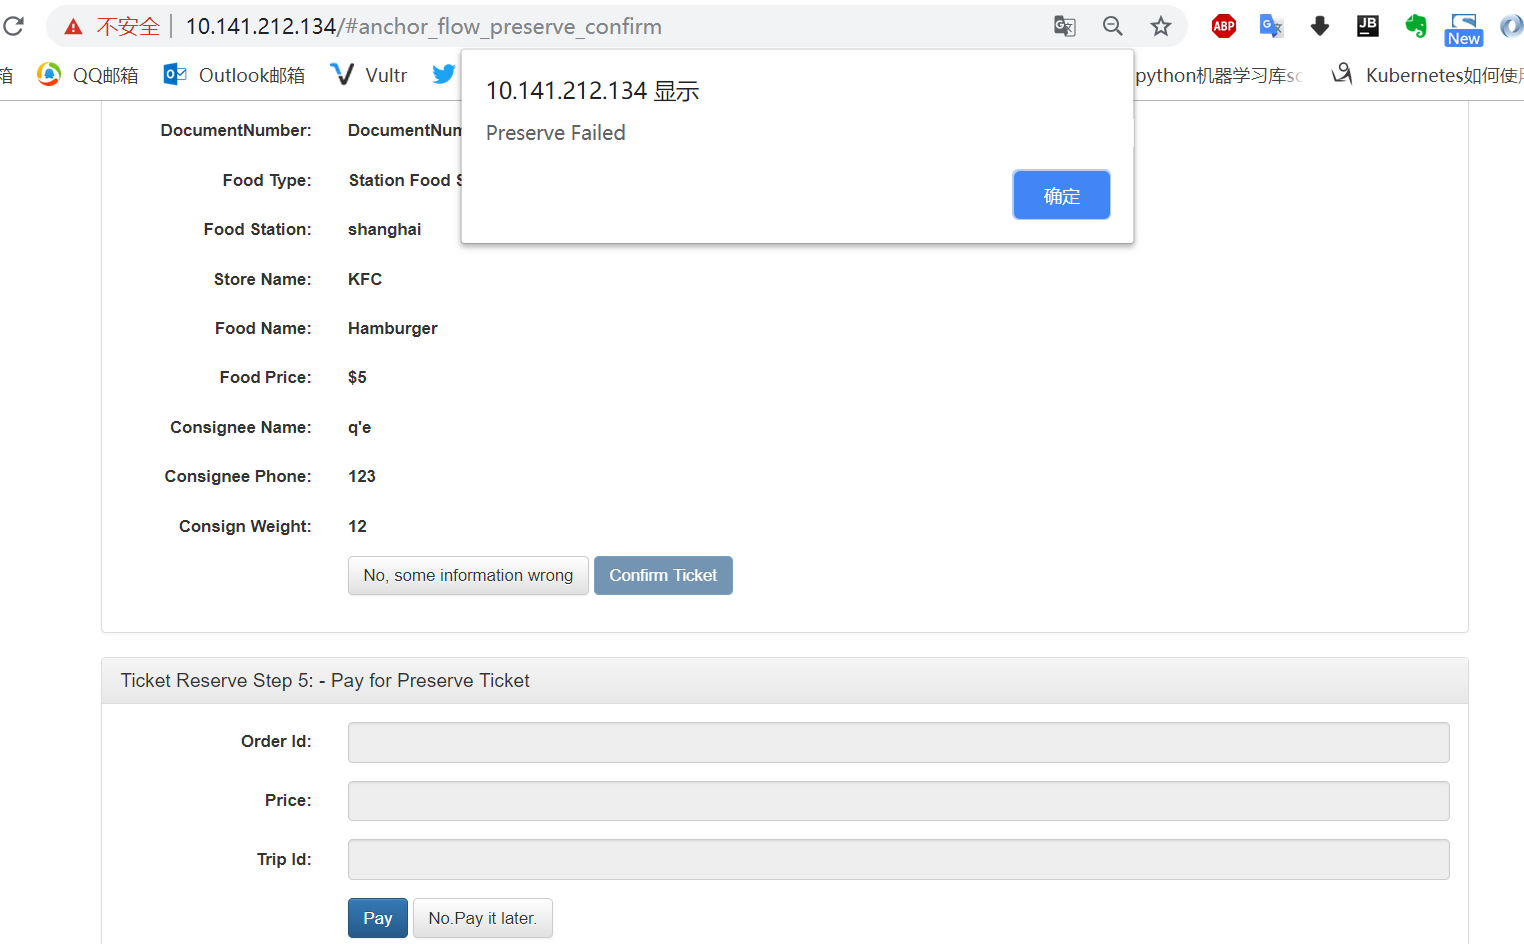 不安全 10.141.212.134/#anchor_flow_preserve_confirm
ABP
JB
New
箱 QQ邮箱 Outlook邮箱 Vultr python机器学习库sc Kubernetes如何使用
10.141.212.134 显示
Preserve Failed
确定
DocumentNumber: DocumentNum
Food Type: Station Food S
Food Station: shanghai
Store Name: KFC
Food Name: Hamburger
Food Price: $5
Consignee Name: q'e
Consignee Phone: 123
Consign Weight: 12
No, some information wrong Confirm Ticket
Ticket Reserve Step 5: - Pay for Preserve Ticket
Order Id:
Price:
Trip Id:
Pay No.Pay it later.